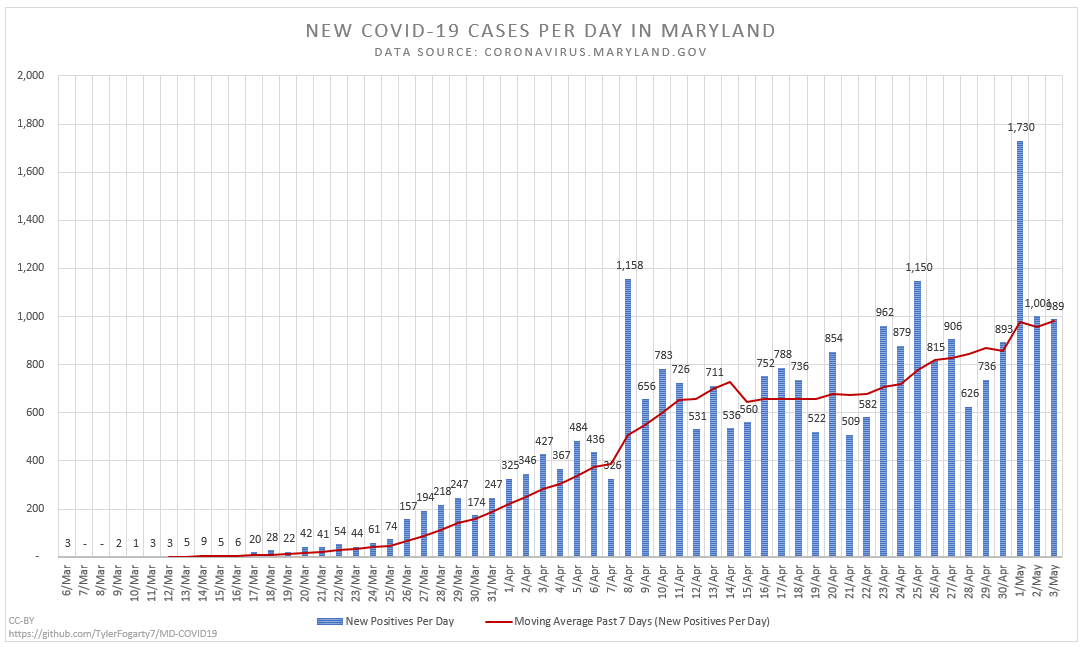 NEW COVID-19 CASES PER DAY IN MARYLAND
DATA SOURCE: CORONAVIRUS.MARYLAND.GOV
2,000
1,800
1,600
1,400
1,200
1,000
800
600
400
200
-
3 - - 2 1 3 3 5 9 5 6 20 28 22 42 41 54 44 61 74 157 194 218 247 174 247 325 346 427 367 484 436 326 1,158 656 783 726 531 711 536 560 752 788 736 522 854 509 582 962 879 1,150 815 906 626 736 893 1,730 1,001 989
6/Mar 7/Mar 8/Mar 9/Mar 10/Mar 11/Mar 12/Mar 13/Mar 14/Mar 15/Mar 16/Mar 17/Mar 18/Mar 19/Mar 20/Mar 21/Mar 22/Mar 23/Mar 24/Mar 25/Mar 26/Mar 27/Mar 28/Mar 29/Mar 30/Mar 31/Mar 1/Apr 2/Apr 3/Apr 4/Apr 5/Apr 6/Apr 7/Apr 8/Apr 9/Apr 10/Apr 11/Apr 12/Apr 13/Apr 14/Apr 15/Apr 16/Apr 17/Apr 18/Apr 19/Apr 20/Apr 21/Apr 22/Apr 23/Apr 24/Apr 25/Apr 26/Apr 27/Apr 28/Apr 29/Apr 30/Apr 1/May 2/May 3/May
New Positives Per Day
Moving Average Past 7 Days (New Positives Per Day)
CC-BY
https://github.com/TylerFogarty7/MD-COVID19